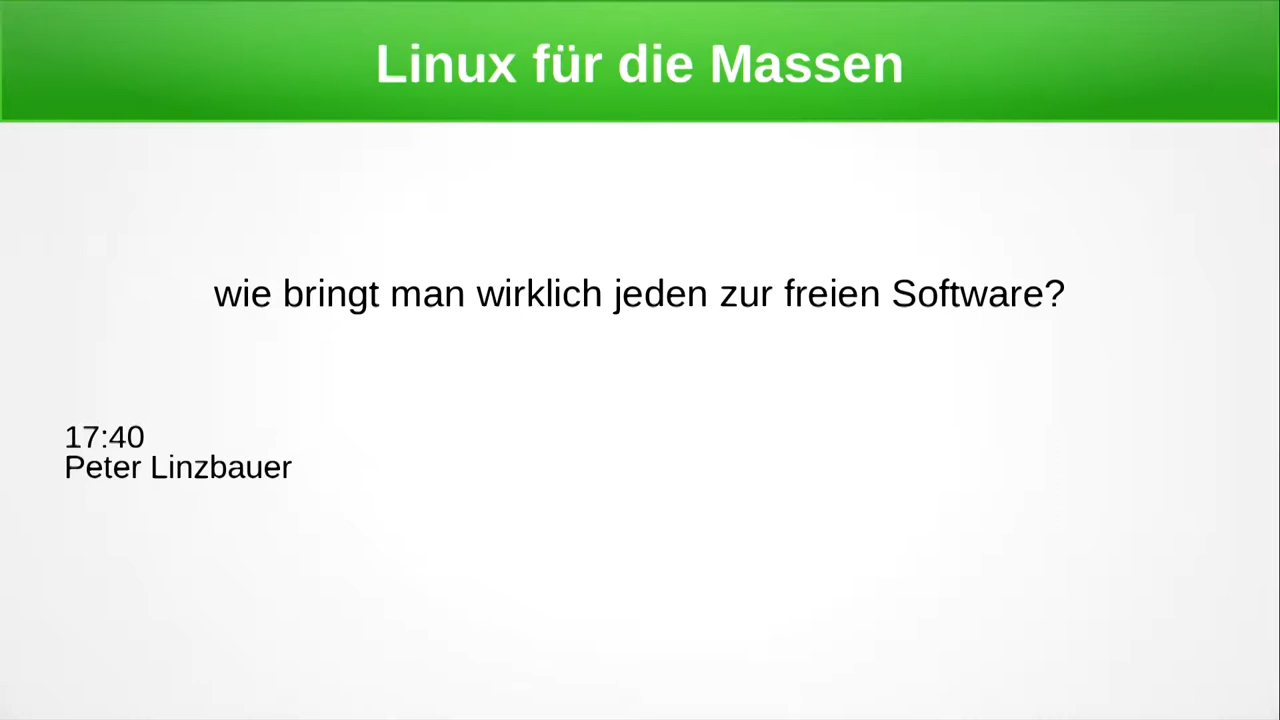 Linux für die Massen
wie bringt man wirklich jeden zur freien Software?
17:40
Peter Linzbauer